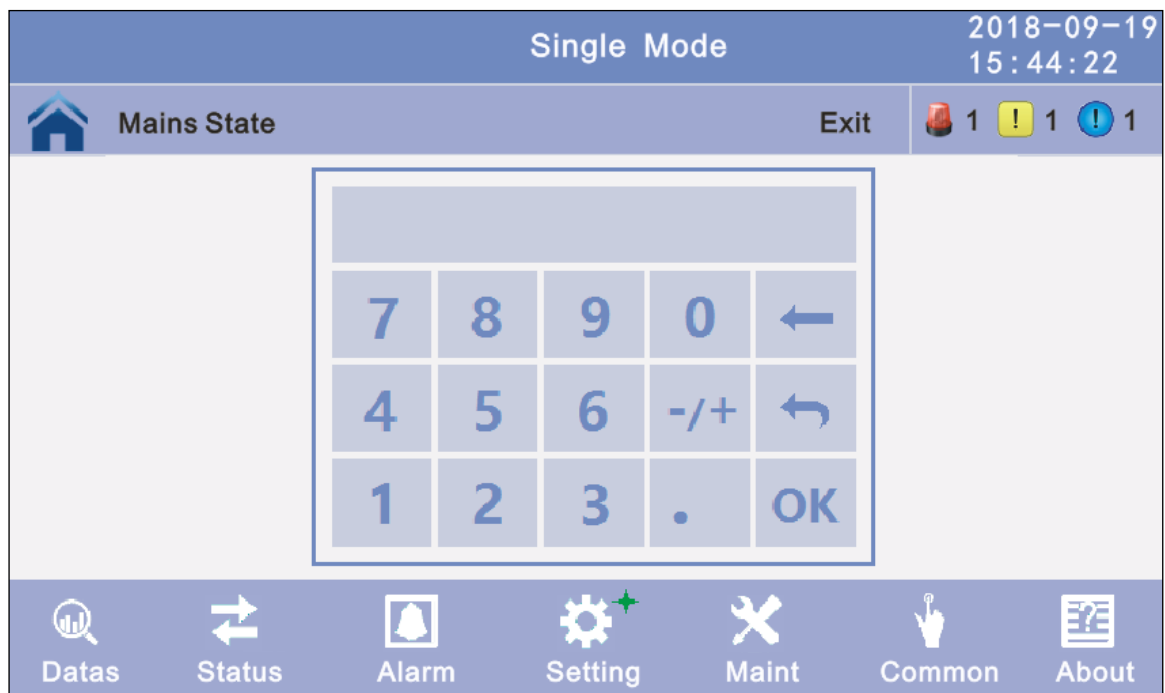 Single Mode
2018-09-19
15:44:22
Mains State
Exit
1
! 1
! 1
7 8 9 0 ←
4 5 6 -/+
1 2 3 . OK
Datas
Status
Alarm
Setting
Maint
Common
About